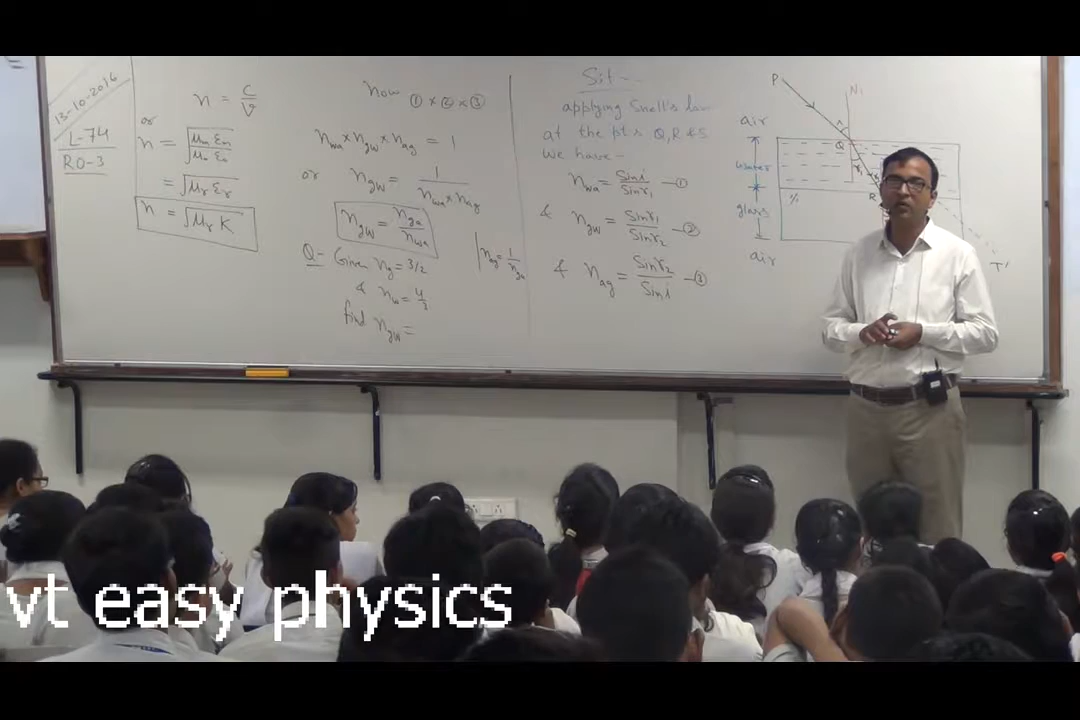 13-10-2016
L-74
RO-3
n = C/V
or
n = √(μm εm / μo εo)
= √(μr εr)
n = √(μr K)
now ① × ② × ③
nwa × ngw × nag = 1
or ngw = 1/(nwa × nag)
ngw = nga/nwa
nag = 1/nga
Q- Given ng = 3/2
& nw = 4/3
find ngw =
Sit-
applying Snell's law
at the pts Q, R & S
we have -
nwa = Sin i/Sin r1 -①
& ngw = Sin r1/Sin r2 -②
& nag = Sin r2/Sin i -③
P
N1
air
i
Q
water
r1
R
glass
air
T'
vt easy physics